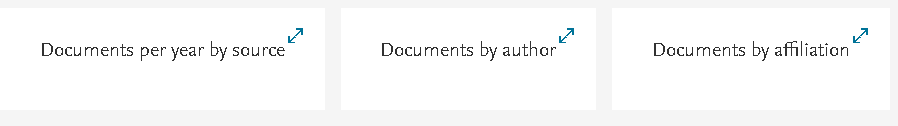 Documents per year by source
Documents by author
Documents by affiliation